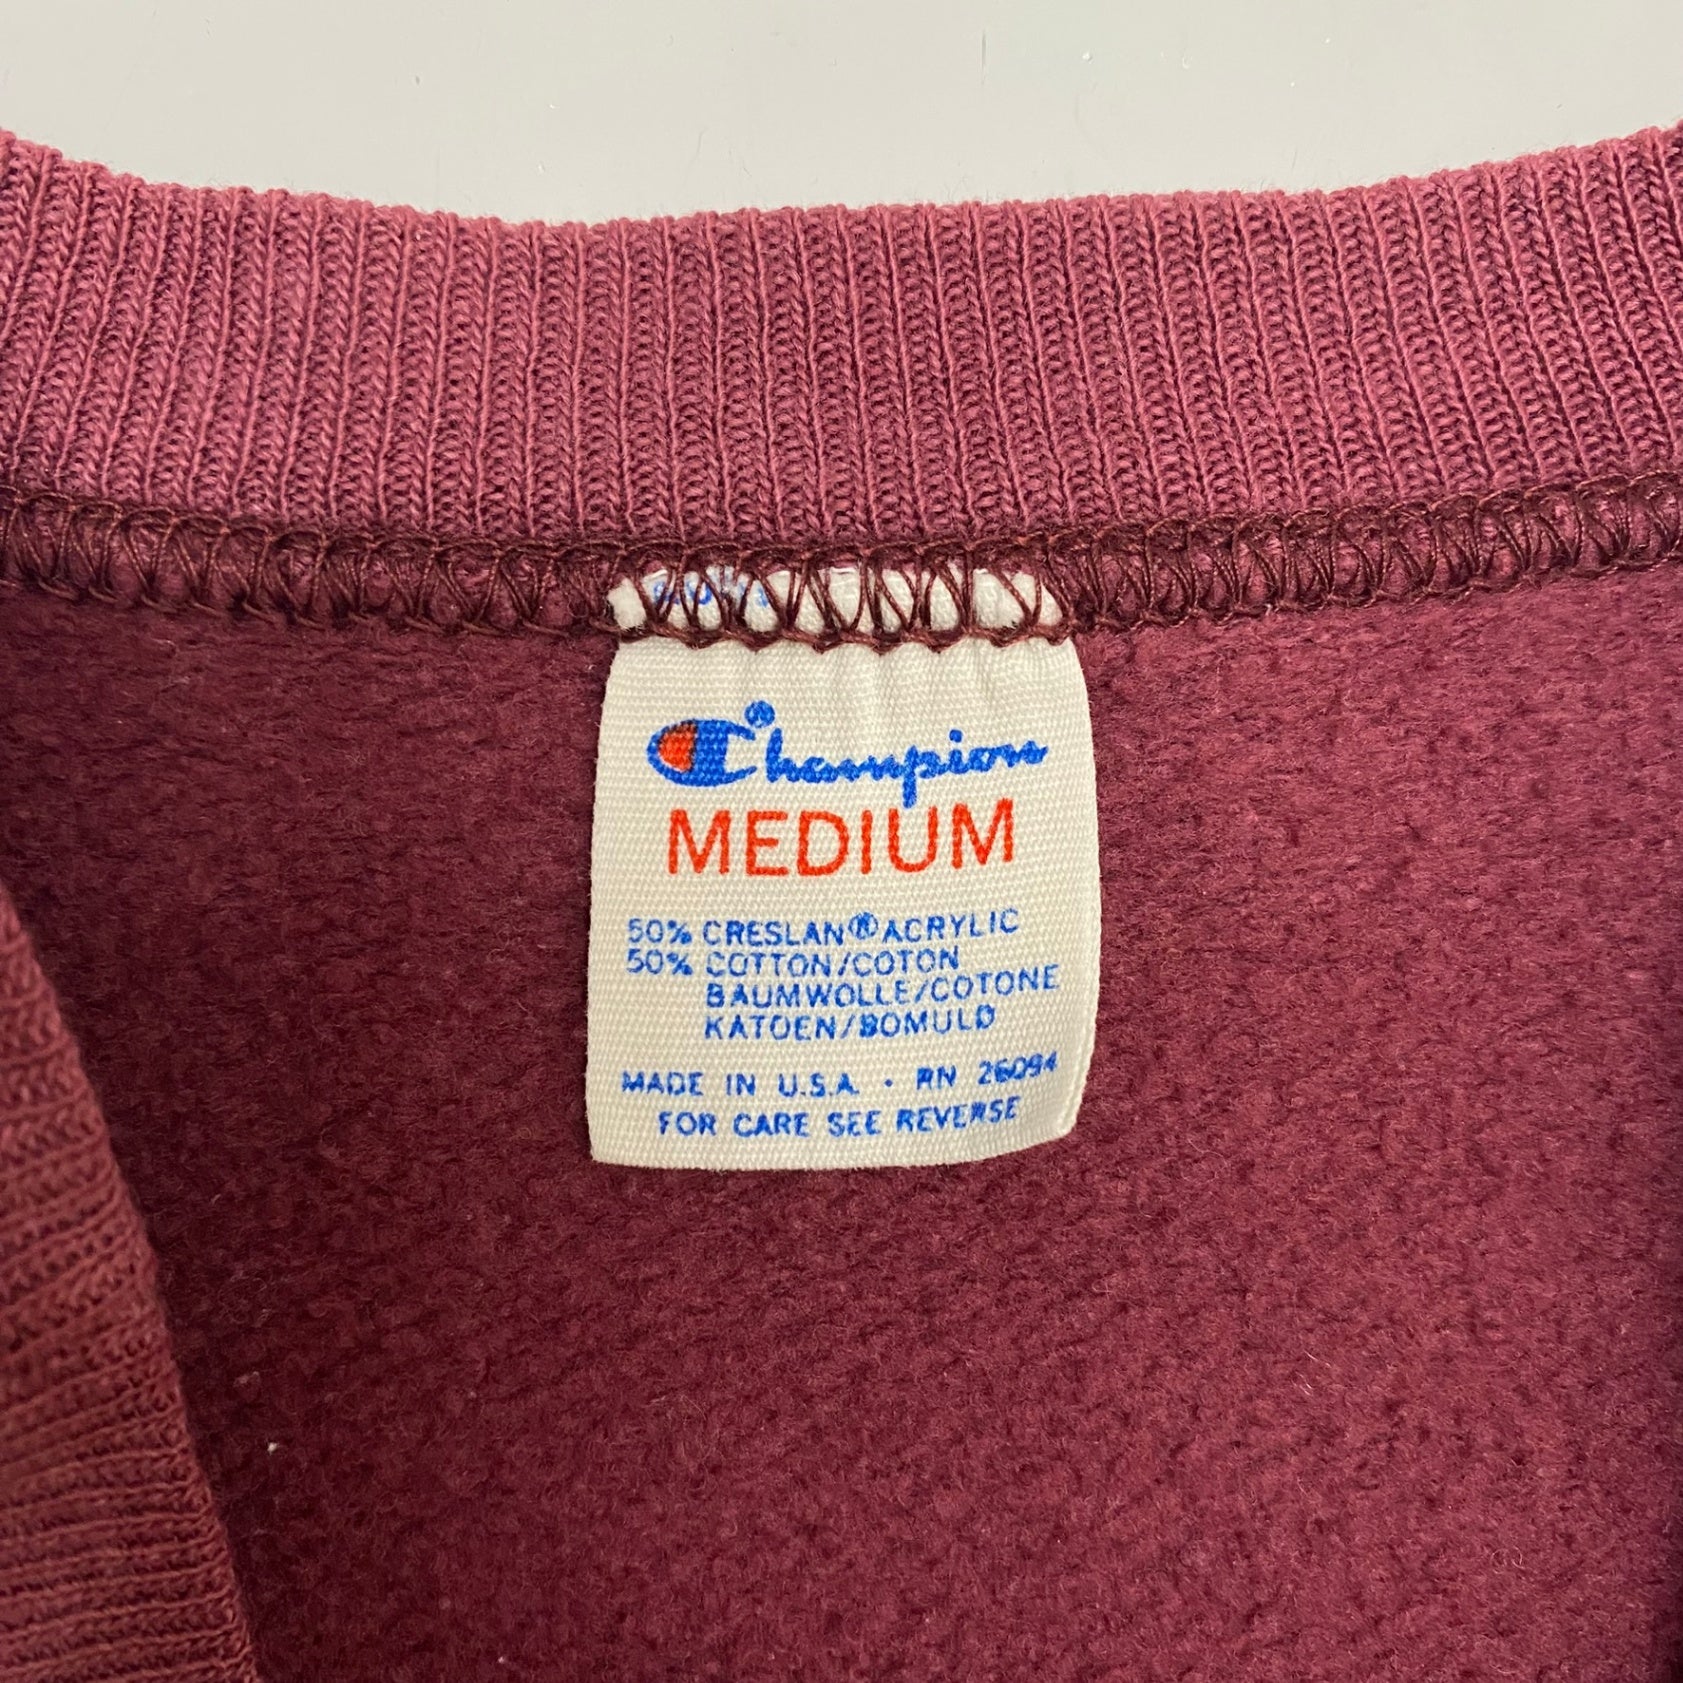 Champion®
MEDIUM
50% CRESLAN® ACRYLIC
50% COTTON/COTON
BAUMWOLLE/COTONE
KATOEN/BOMULD
MADE IN U.S.A. · RN 26094
FOR CARE SEE REVERSE